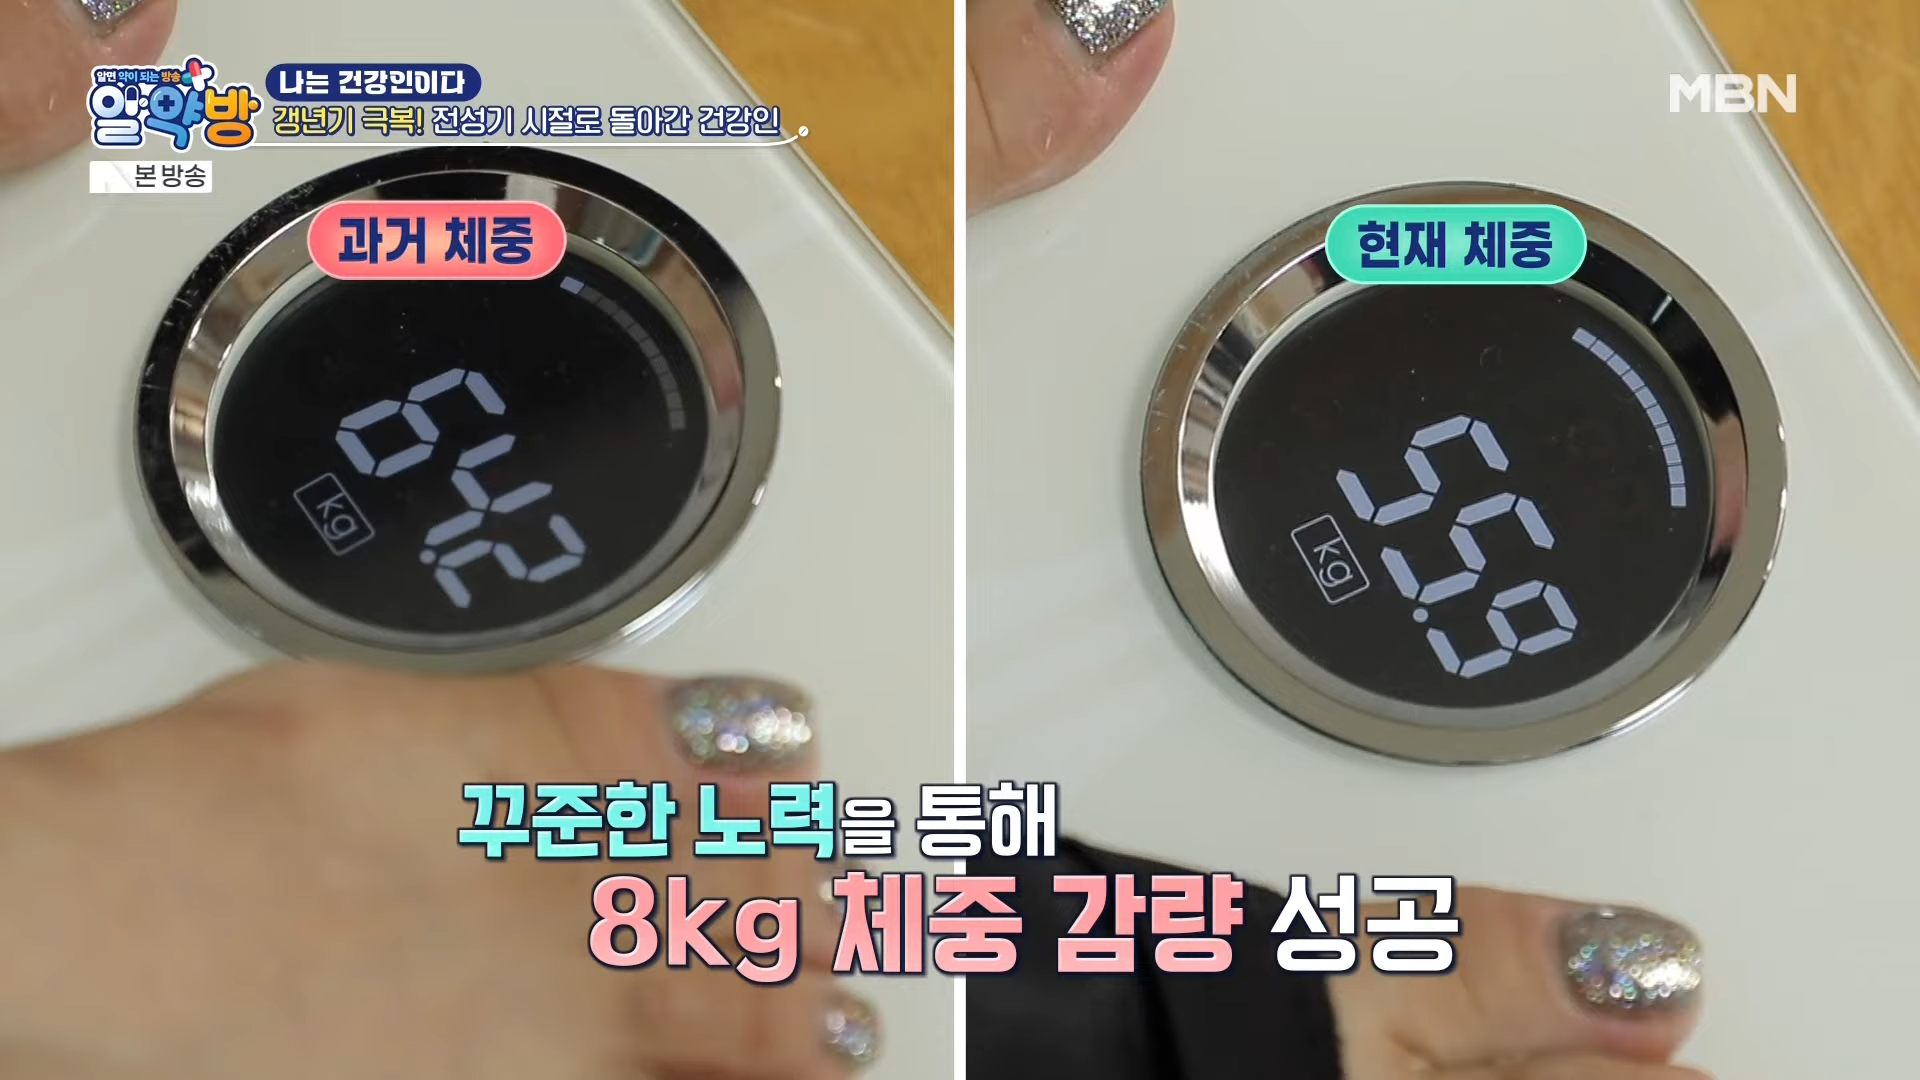 알면 약이 되는 방송
알약방
나는 건강인이다
갱년기 극복! 전성기 시절로 돌아간 건강인
본 방송
MBN
과거 체중
64.2
kg
현재 체중
55.9
kg
꾸준한 노력을 통해
8kg 체중 감량 성공